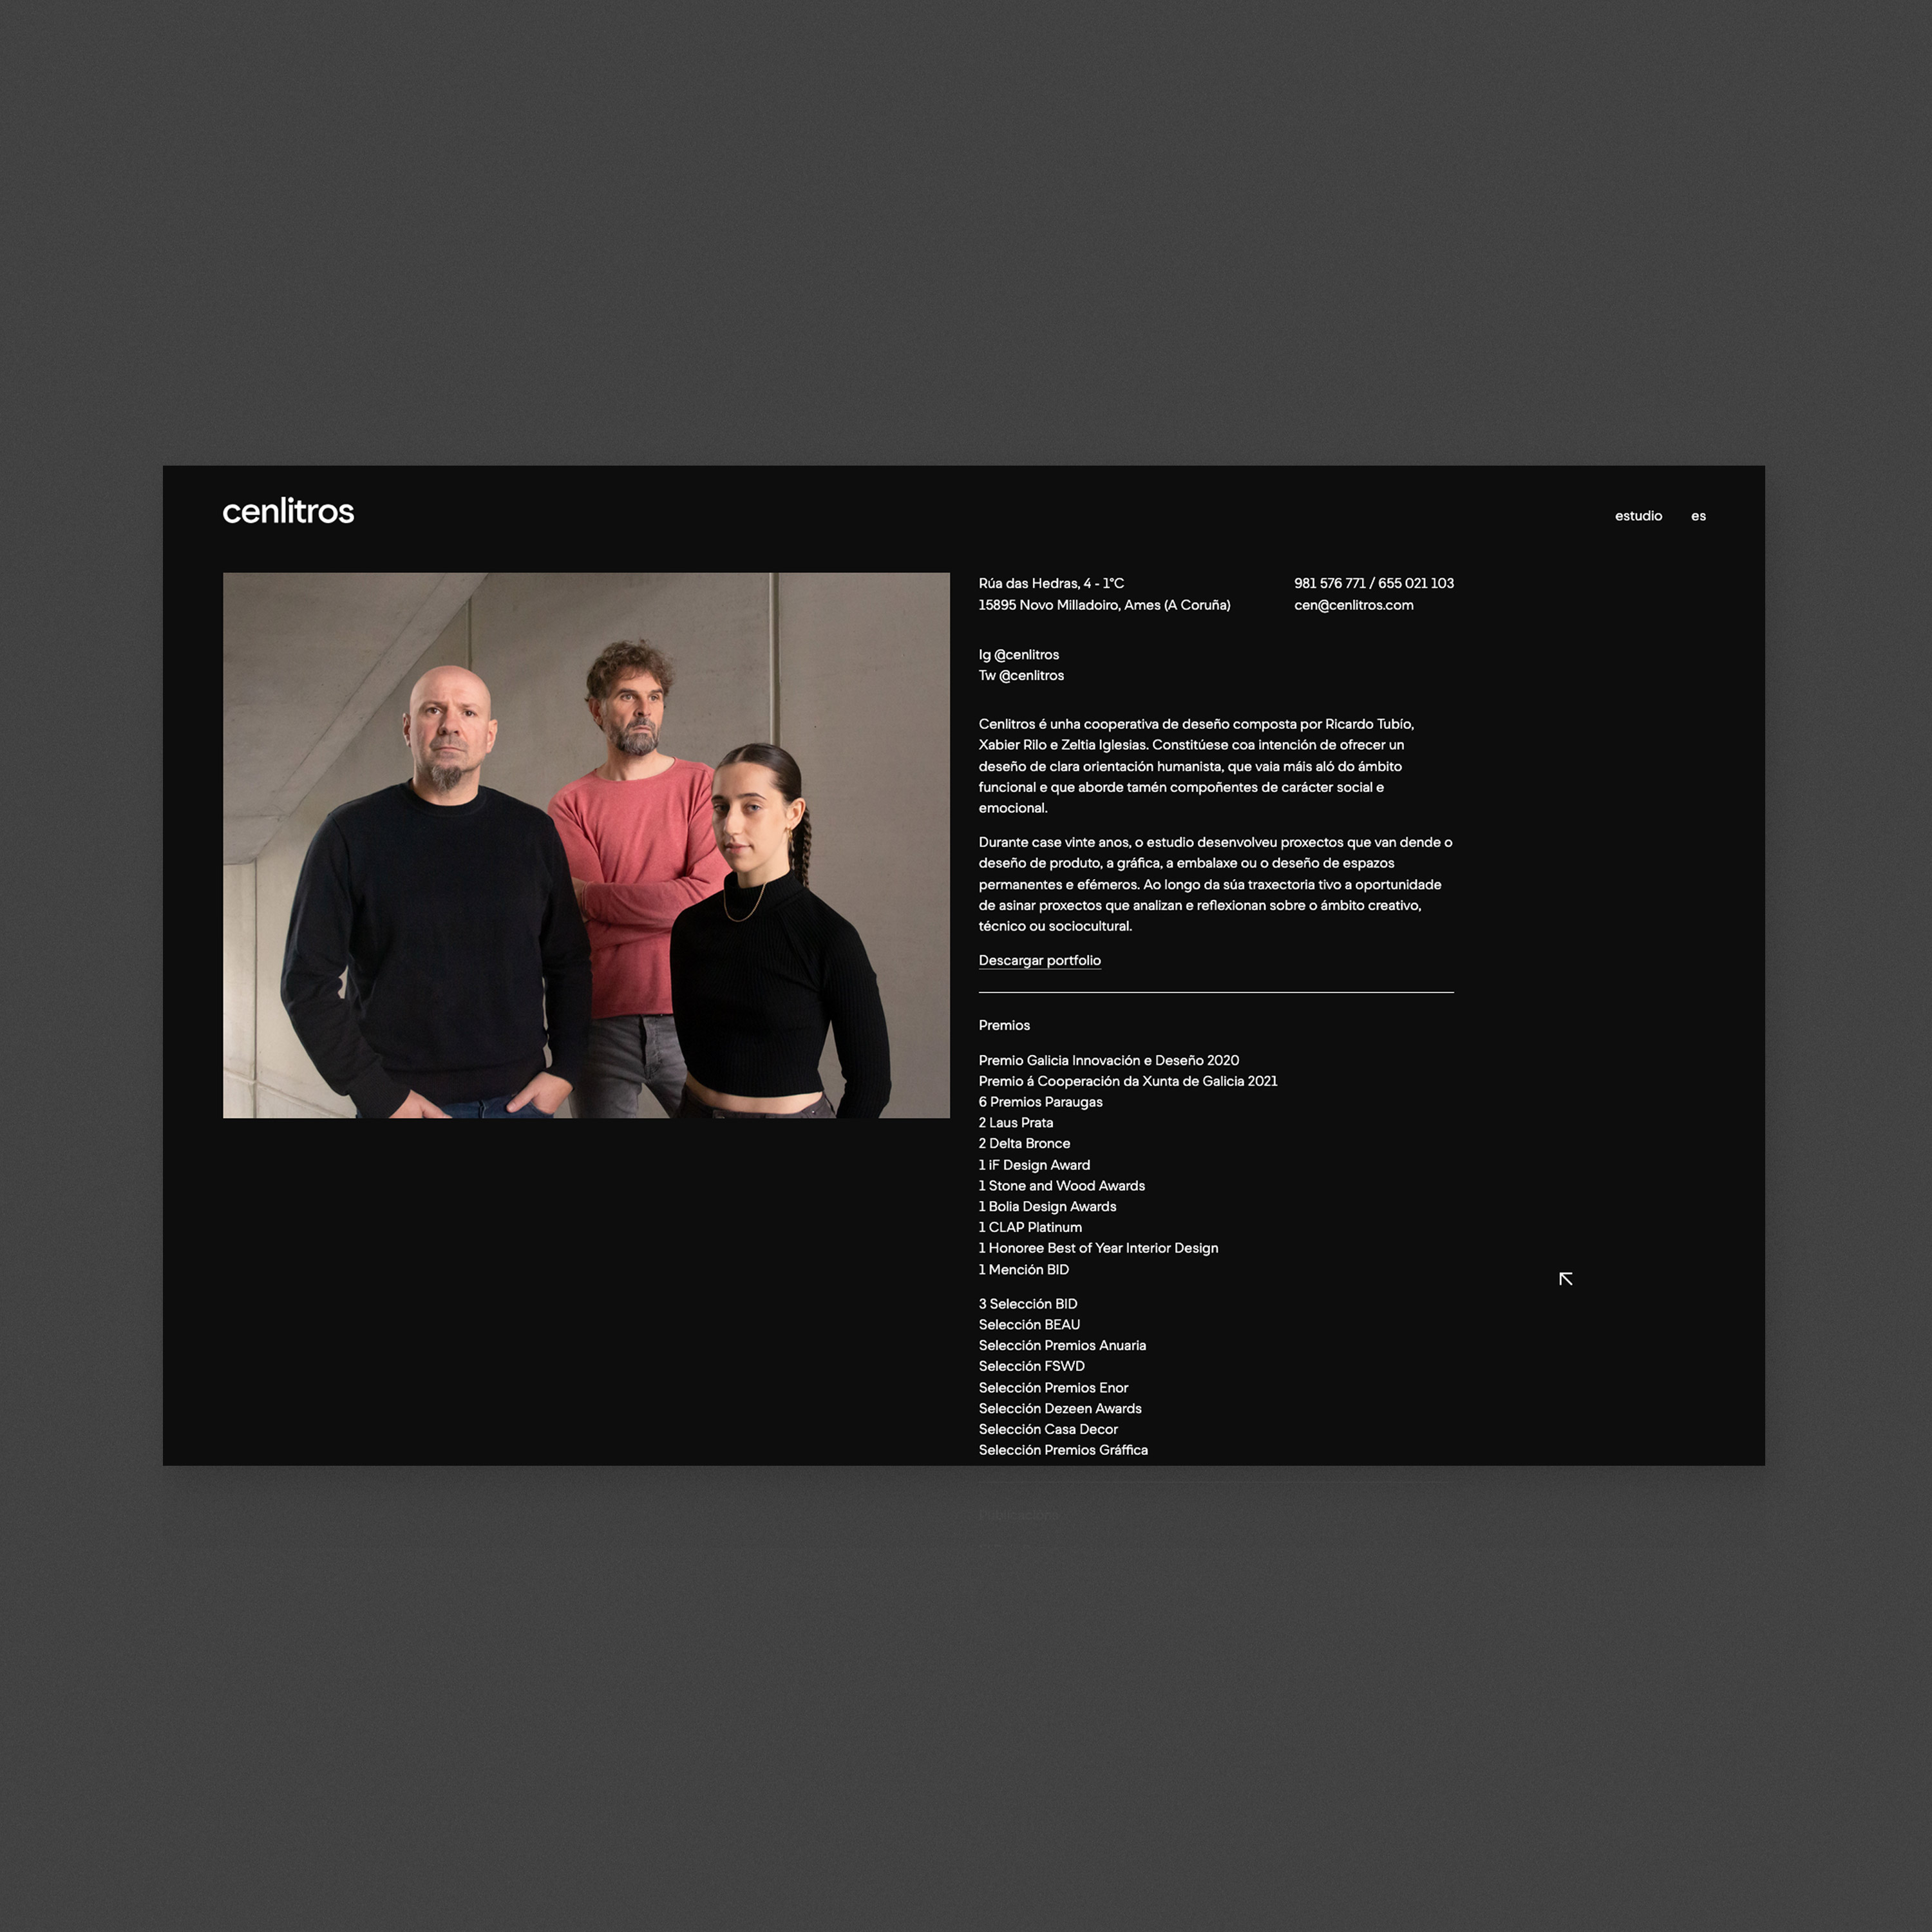 cenlitros
estudio es
Rúa das Hedras, 4 - 1°C
15895 Novo Milladoiro, Ames (A Coruña)
981 576 771 / 655 021 103
cen@cenlitros.com
Ig @cenlitros
Tw @cenlitros
Cenlitros é unha cooperativa de deseño composta por Ricardo Tubío,
Xabier Rilo e Zeltia Iglesias. Constitúese coa intención de ofrecer un
deseño de clara orientación humanista, que vaia máis aló do ámbito
funcional e que aborde tamén compoñentes de carácter social e
emocional.
Durante case vinte anos, o estudio desenvolveu proxectos que van dende o
deseño de produto, a gráfica, a embalaxe ou o deseño de espazos
permanentes e efémeros. Ao longo da súa traxectoria tivo a oportunidade
de asinar proxectos que analizan e reflexionan sobre o ámbito creativo,
técnico ou sociocultural.
Descargar portfolio
Premios
Premio Galicia Innovación e Deseño 2020
Premio á Cooperación da Xunta de Galicia 2021
6 Premios Paraugas
2 Laus Prata
2 Delta Bronce
1 iF Design Award
1 Stone and Wood Awards
1 Bolia Design Awards
1 CLAP Platinum
1 Honoree Best of Year Interior Design
1 Mención BID
3 Selección BID
Selección BEAU
Selección Premios Anuaria
Selección FSWD
Selección Premios Enor
Selección Dezeen Awards
Selección Casa Decor
Selección Premios Gráffica